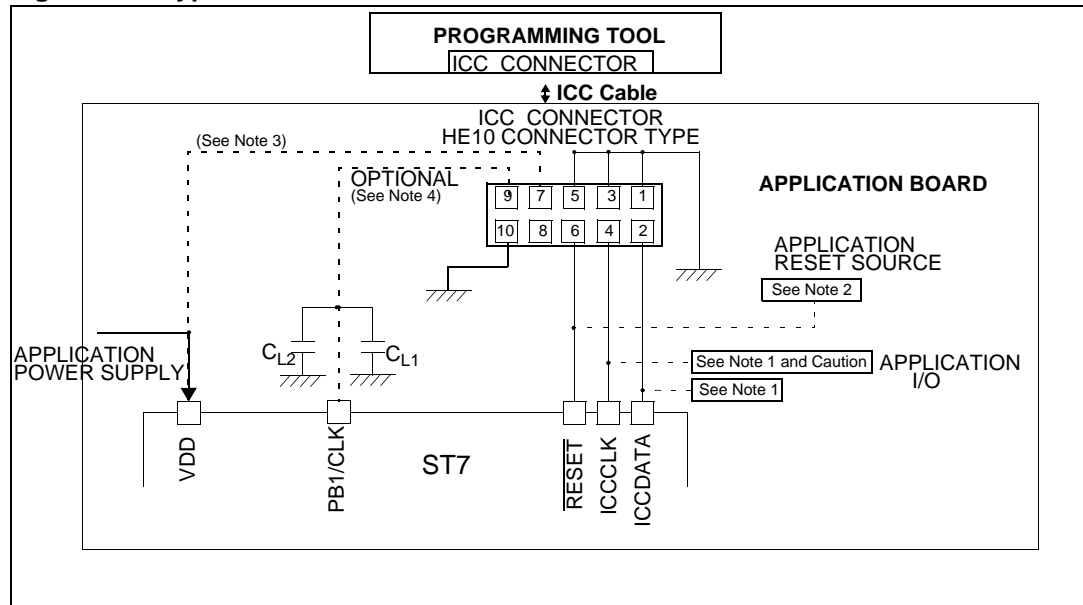 PROGRAMMING TOOL
ICC CONNECTOR
ICC Cable
ICC CONNECTOR
HE10 CONNECTOR TYPE
(See Note 3)
OPTIONAL
(See Note 4)
9 7 5 3 1
10 8 6 4 2
APPLICATION BOARD
APPLICATION
RESET SOURCE
See Note 2
APPLICATION
POWER SUPPLY
CL2
CL1
See Note 1 and Caution
See Note 1
APPLICATION
I/O
VDD
PB1/CLK
ST7
RESET
ICCCLK
ICCDATA